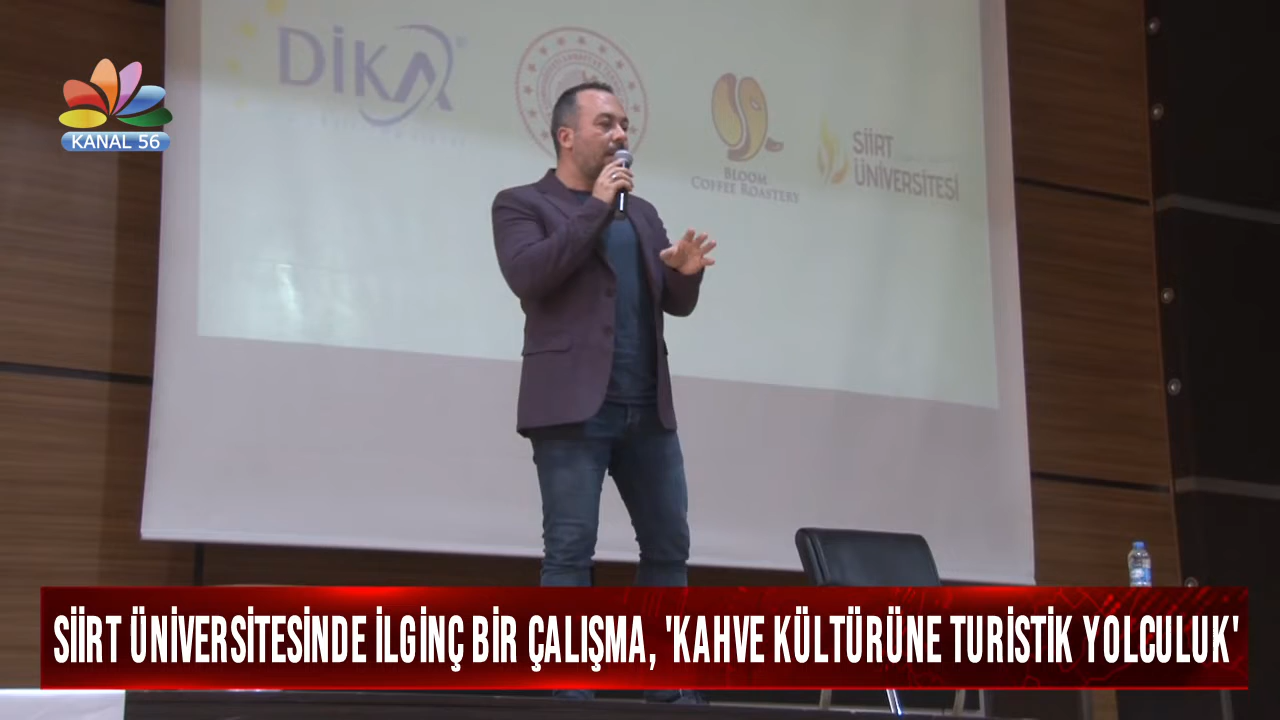 DİKA
KANAL 56
BLOOM
COFFEE ROASTERY
SİİRT
ÜNİVERSİTESİ
SİİRT ÜNİVERSİTESİNDE İLGİNÇ BİR ÇALIŞMA, 'KAHVE KÜLTÜRÜNE TURİSTİK YOLCULUK'